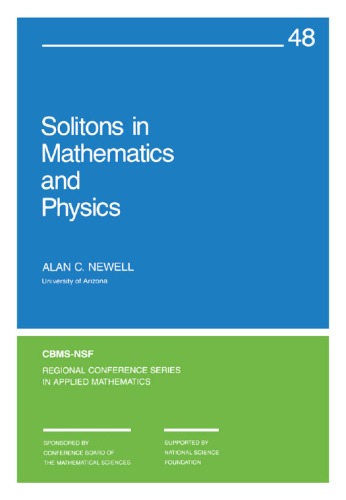 48
Solitons in
Mathematics
and
Physics
ALAN C. NEWELL
University of Arizona
CBMS-NSF
REGIONAL CONFERENCE SERIES
IN APPLIED MATHEMATICS
SPONSORED BY
CONFERENCE BOARD OF
THE MATHEMATICAL SCIENCES
SUPPORTED BY
NATIONAL SCIENCE
FOUNDATION